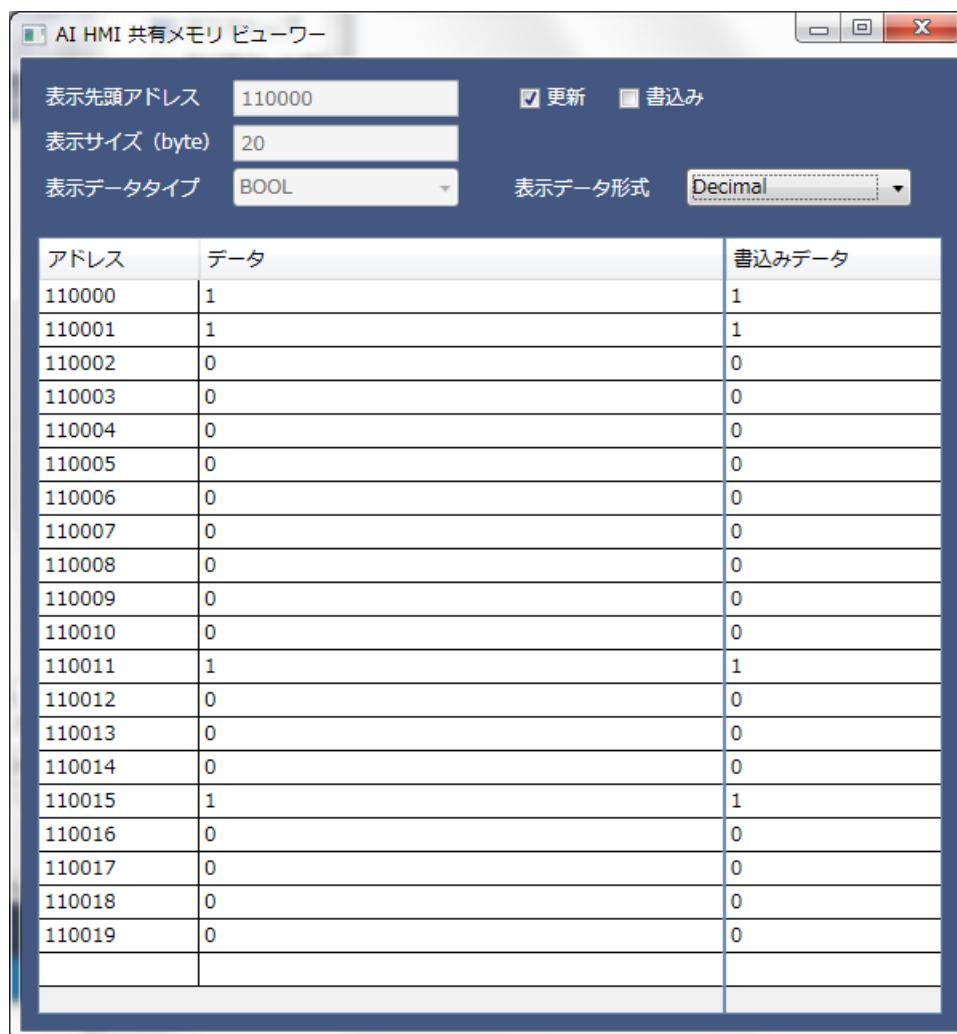 AI HMI 共有メモリ ビューワー
表示先頭アドレス 110000 更新 書込み
表示サイズ (byte) 20
表示データタイプ BOOL 表示データ形式 Decimal
アドレス データ 書込みデータ
110000 1 1
110001 1 1
110002 0 0
110003 0 0
110004 0 0
110005 0 0
110006 0 0
110007 0 0
110008 0 0
110009 0 0
110010 0 0
110011 1 1
110012 0 0
110013 0 0
110014 0 0
110015 1 1
110016 0 0
110017 0 0
110018 0 0
110019 0 0